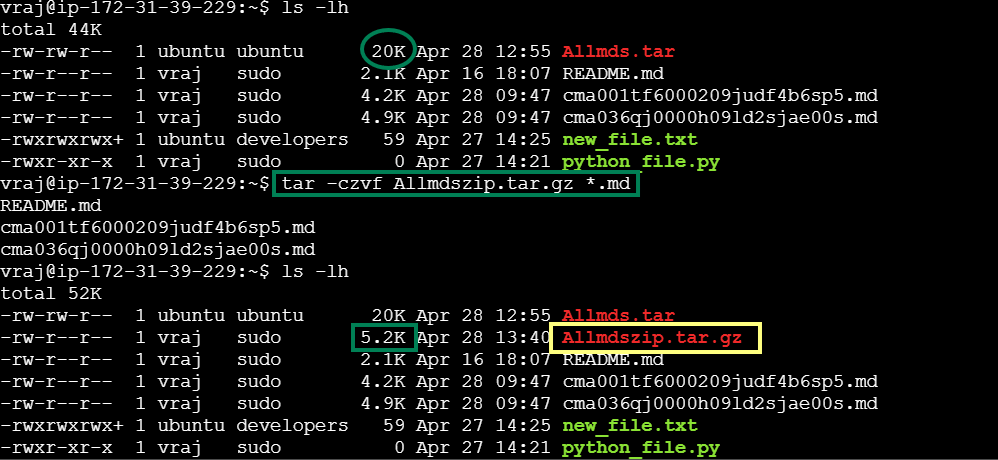 vraj@ip-172-31-39-229:~$ ls -lh
total 44K
-rw-rw-r--  1 ubuntu ubuntu      20K Apr 28 12:55 Allmds.tar
-rw-r--r--  1 vraj   sudo       2.1K Apr 16 18:07 README.md
-rw-r--r--  1 vraj   sudo       4.2K Apr 28 09:47 cma001tf6000209judf4b6sp5.md
-rw-r--r--  1 vraj   sudo       4.9K Apr 28 09:47 cma036qj0000h09ld2sjae00s.md
-rwxrwxrwx+ 1 ubuntu developers   59 Apr 27 14:25 new_file.txt
-rwxr-xr-x  1 vraj   sudo          0 Apr 27 14:21 python_file.py
vraj@ip-172-31-39-229:~$ tar -czvf Allmdszip.tar.gz *.md
README.md
cma001tf6000209judf4b6sp5.md
cma036qj0000h09ld2sjae00s.md
vraj@ip-172-31-39-229:~$ ls -lh
total 52K
-rw-rw-r--  1 ubuntu ubuntu      20K Apr 28 12:55 Allmds.tar
-rw-r--r--  1 vraj   sudo       5.2K Apr 28 13:40 Allmdszip.tar.gz
-rw-r--r--  1 vraj   sudo       2.1K Apr 16 18:07 README.md
-rw-r--r--  1 vraj   sudo       4.2K Apr 28 09:47 cma001tf6000209judf4b6sp5.md
-rw-r--r--  1 vraj   sudo       4.9K Apr 28 09:47 cma036qj0000h09ld2sjae00s.md
-rwxrwxrwx+ 1 ubuntu developers   59 Apr 27 14:25 new_file.txt
-rwxr-xr-x  1 vraj   sudo          0 Apr 27 14:21 python_file.py